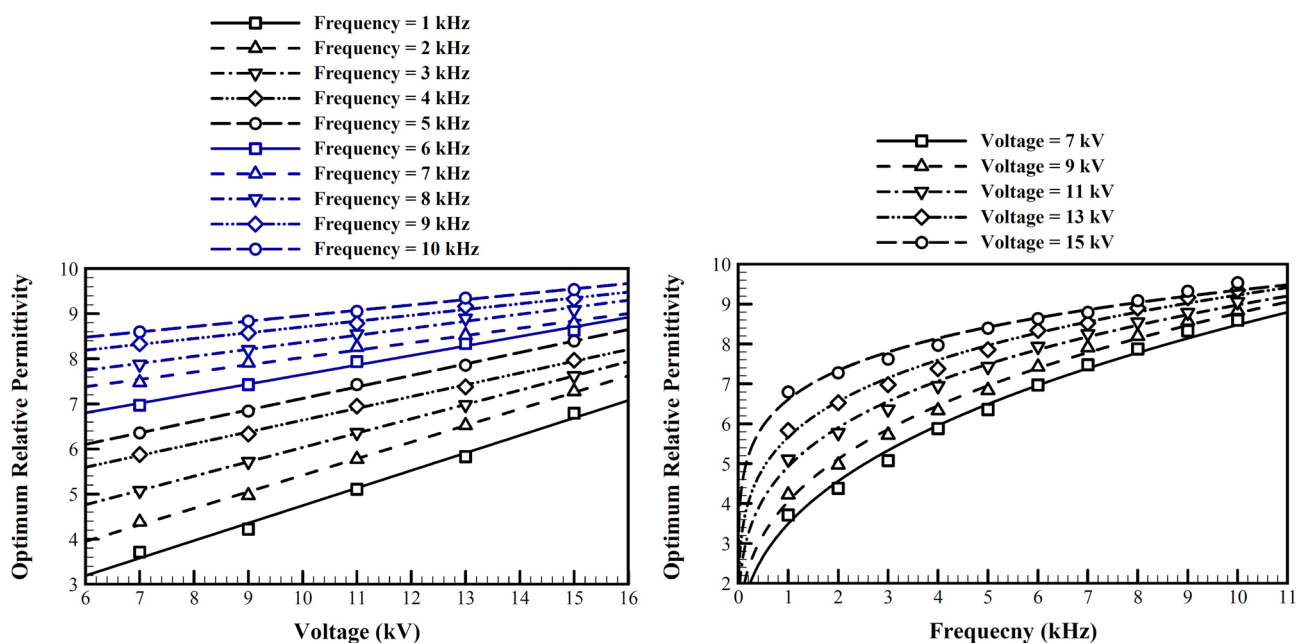 Frequency = 1 kHz
Frequency = 2 kHz
Frequency = 3 kHz
Frequency = 4 kHz
Frequency = 5 kHz
Frequency = 6 kHz
Frequency = 7 kHz
Frequency = 8 kHz
Frequency = 9 kHz
Frequency = 10 kHz
Optimum Relative Permittivity
10
9
8
7
6
5
4
3
6 7 8 9 10 11 12 13 14 15 16
Voltage (kV)
Voltage = 7 kV
Voltage = 9 kV
Voltage = 11 kV
Voltage = 13 kV
Voltage = 15 kV
Optimum Relative Permittivity
10
9
8
7
6
5
4
3
2
0 1 2 3 4 5 6 7 8 9 10 11
Frequecny (kHz)